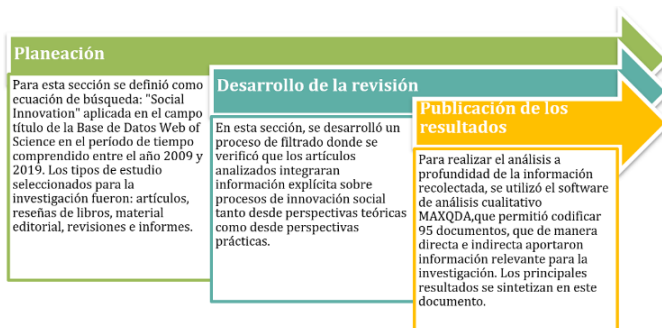 Planeación
Para esta sección se definió como
ecuación de búsqueda: "Social
Innovation" aplicada en el campo
título de la Base de Datos Web of
Science en el período de tiempo
comprendido entre el año 2009 y
2019. Los tipos de estudio
seleccionados para la
investigación fueron: artículos,
reseñas de libros, material
editorial, revisiones e informes.
Desarrollo de la revisión
En esta sección, se desarrolló un
proceso de filtrado donde se
verificó que los artículos
analizados integraran
información explícita sobre
procesos de innovación social
tanto desde perspectivas teóricas
como desde perspectivas
prácticas.
Publicación de los
resultados
Para realizar el análisis a
profundidad de la información
recolectada, se utilizó el software
de análisis cualitativo
MAXQDA,que permitió codificar
95 documentos, que de manera
directa e indirecta aportaron
información relevante para la
investigación. Los principales
resultados se sintetizan en este
documento.